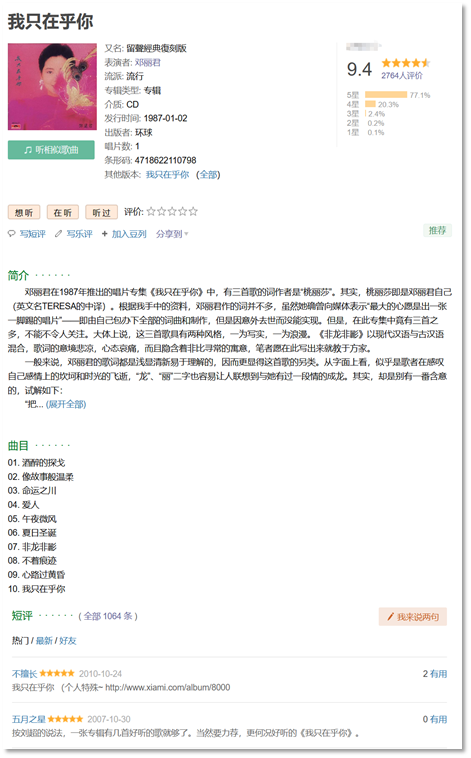 我只在乎你
又名: 留聲經典復刻版
表演者: 邓丽君
流派: 流行
专辑类型: 专辑
介质: CD
发行时间: 1987-01-02
出版者: 环球
唱片数: 1
条形码: 4718622110798
其他版本: 我只在乎你 (全部)
听相似歌曲
9.4
2764人评价
5星 77.1%
4星 20.3%
3星 2.4%
2星 0.2%
1星 0.1%
想听 在听 听过 评价:
写短评 写乐评 加入豆列 分享到
推荐
简介 · · · · · ·
邓丽君在1987年推出的唱片专集《我只在乎你》中，有三首歌的词作者是“桃丽莎”。其实，桃丽莎即是邓丽君自己
（英文名TERESA的中译）。根据我手中的资料，邓丽君作的词并不多，虽然她确曾向媒体表示“最大的心愿是出一张
一脚踢的唱片”——即由自己包办下全部的词曲和制作，但是因意外去世而没能实现。但是，在此专集中竟有三首之
多，不能不令人关注。大体上说，这三首歌具有两种风格，一为写实，一为浪漫。《非龙非彲》以现代汉语与古汉语
混合，歌词的意境悲凉，心态哀痛，而且隐含着非比寻常的寓意，笔者愿在此写出来就教于方家。
一般来说，邓丽君的歌词都是浅显清新易于理解的，因而更显得这首歌的另类。从字面上看，似乎是歌者在感叹
自己感情上的坎坷和时光的飞逝，“龙”、“丽”二字也容易让人联想到与她有过一段情的成龙。其实，却是别有一番含意
的，试解如下：
“把... (展开全部)
曲目 · · · · · ·
01. 酒醉的探戈
02. 像故事般温柔
03. 命运之川
04. 爱人
05. 午夜微风
06. 夏日圣诞
07. 非龙非彲
08. 不着痕迹
09. 心路过黄昏
10. 我只在乎你
短评 · · · · · · ( 全部 1064 条 )
我来说两句
热门 / 最新 / 好友
不擅长 2010-10-24 2 有用
我只在乎你 （个人特殊~ http://www.xiami.com/album/8000
五月之星 2007-10-30 0 有用
按刘超的说法，一张专辑有几首好听的歌就够了。当然要力荐，更何况好听的《我只在乎你》。